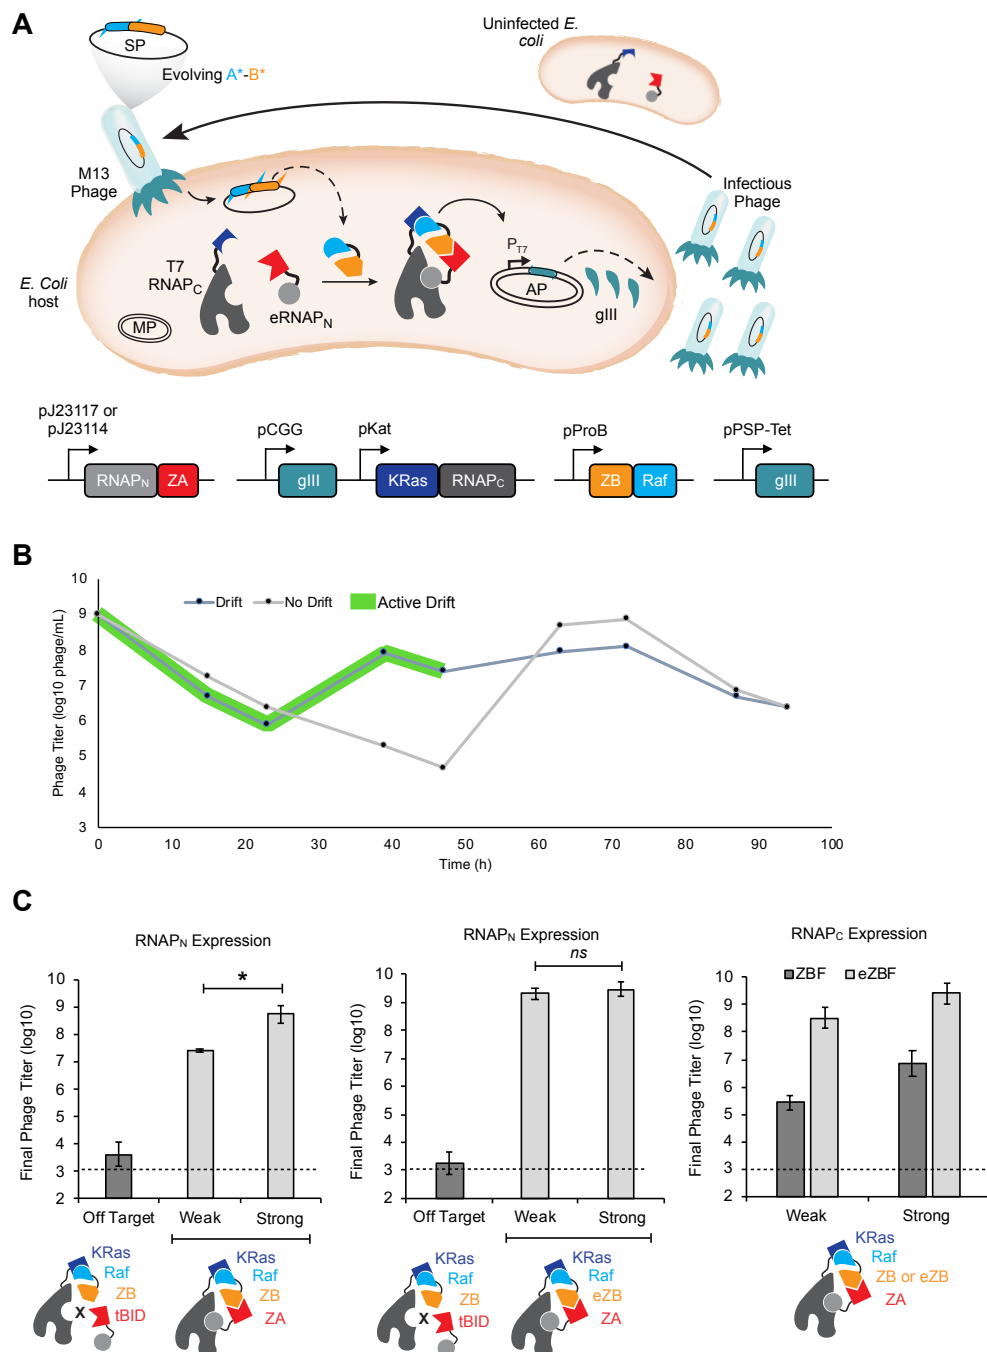 A
SP
Evolving A*-B*
Uninfected E.
coli
M13
Phage
Infectious
Phage
T7
RNAPC
E. Coli
host
eRNAPN
MP
PT7
AP
gIII
pJ23117 or
pJ23114
pCGG
pKat
pProB
pPSP-Tet
RNAPN
ZA
gIII
KRas
RNAPC
ZB
Raf
gIII
B
Phage Titer (log10 phage/mL)
10
9
8
7
6
5
4
3
Drift
No Drift
Active Drift
0
10
20
30
40
50
60
70
80
90
100
Time (h)
C
RNAPN Expression
*
Final Phage Titer (log10)
10
9
8
7
6
5
4
3
2
Off Target
Weak
Strong
KRas
Raf
ZB
X
tBID
KRas
Raf
ZB
ZA
RNAPN Expression
ns
Final Phage Titer (log10)
10
9
8
7
6
5
4
3
2
Off Target
Weak
Strong
KRas
Raf
ZB
X
tBID
KRas
Raf
eZB
ZA
RNAPC Expression
ZBF
eZBF
Final Phage Titer (log10)
10
9
8
7
6
5
4
3
2
Weak
Strong
KRas
Raf
ZB or eZB
ZA